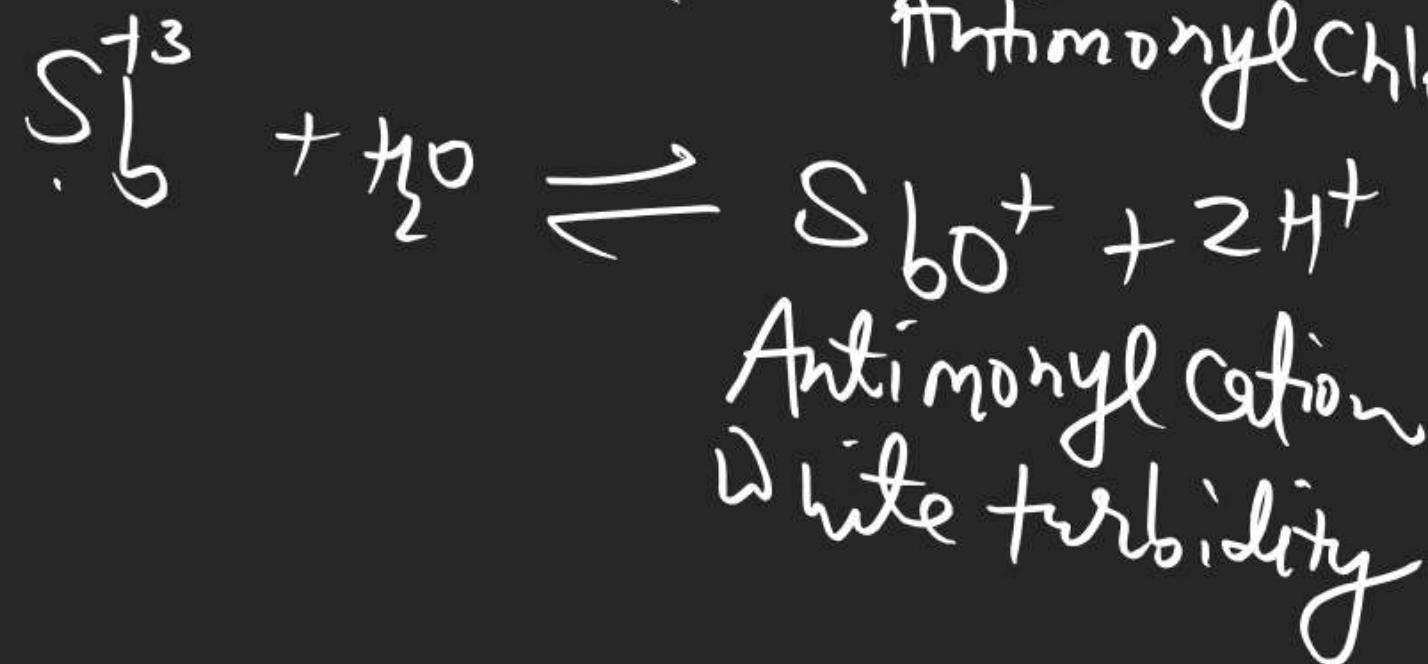 Antimonyl Chl
Sb+3 + H2O ⇌ SbO+ + 2H+
Antimonyl cation
White turbidity